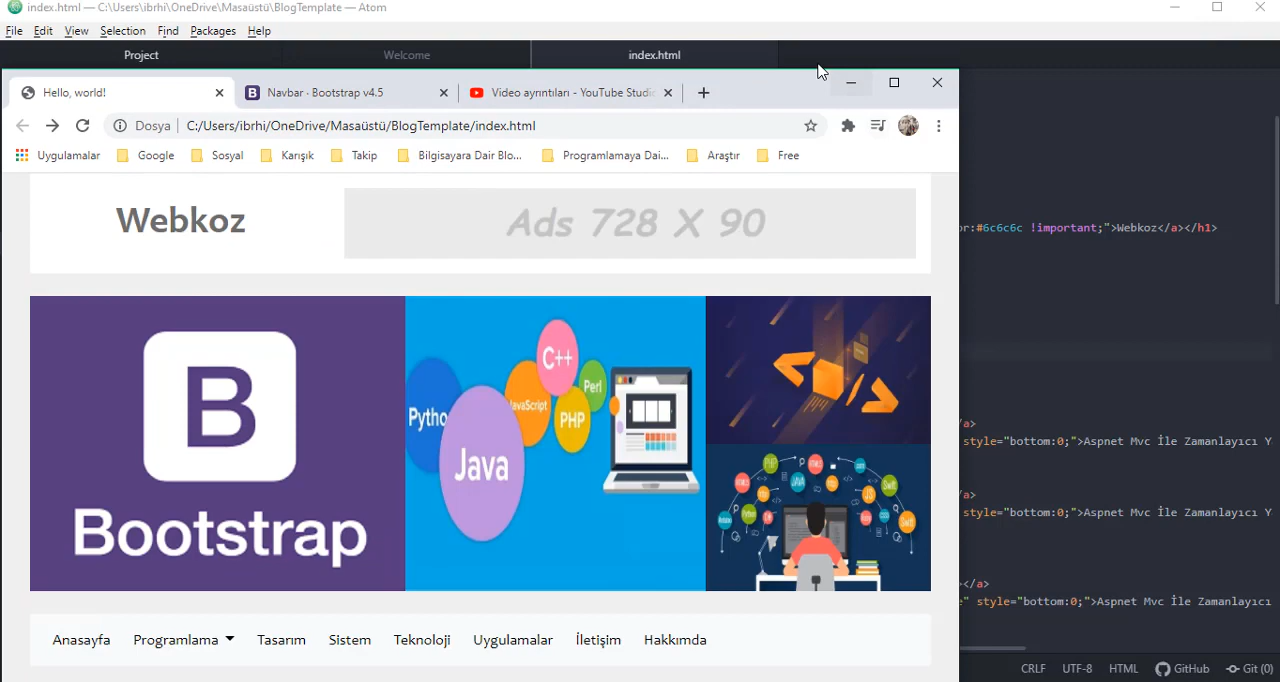 index.html — C:\Users\ibrhi\OneDrive\Masaüstü\BlogTemplate — Atom
File Edit View Selection Find Packages Help
Project Welcome index.html
Hello, world! Navbar · Bootstrap v4.5 Video ayrıntıları - YouTube Studi
Dosya C:/Users/ibrhi/OneDrive/Masaüstü/BlogTemplate/index.html
Uygulamalar Google Sosyal Karışık Takip Bilgisayara Dair Blo... Programlamaya Dai... Araştır Free
Webkoz
Ads 728 X 90
or:#6c6c6c !important;">Webkoz</a></h1>
B
Bootstrap
C++
Perl
JavaScript
PHP
Pytho
Java
</>
/a>
style="bottom:0;">Aspnet Mvc İle Zamanlayıcı Y
/a>
style="bottom:0;">Aspnet Mvc İle Zamanlayıcı Y
></a>
e" style="bottom:0;">Aspnet Mvc İle Zamanlayıcı
Anasayfa Programlama Tasarım Sistem Teknoloji Uygulamalar İletişim Hakkımda
CRLF UTF-8 HTML GitHub Git (0)